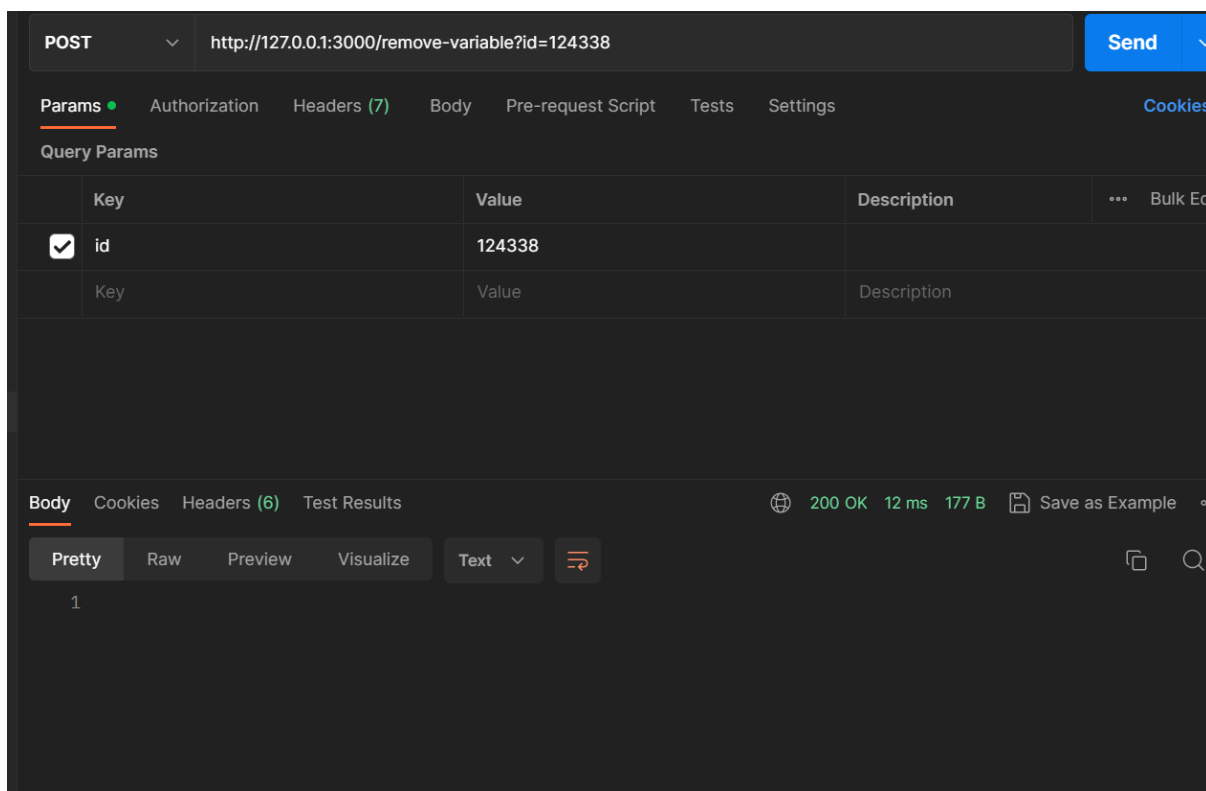 POST http://127.0.0.1:3000/remove-variable?id=124338 Send
Params Authorization Headers (7) Body Pre-request Script Tests Settings Cookies
Query Params
Key Value Description Bulk Ed
id 124338
Key Value Description
Body Cookies Headers (6) Test Results 200 OK 12 ms 177 B Save as Example
Pretty Raw Preview Visualize Text
1